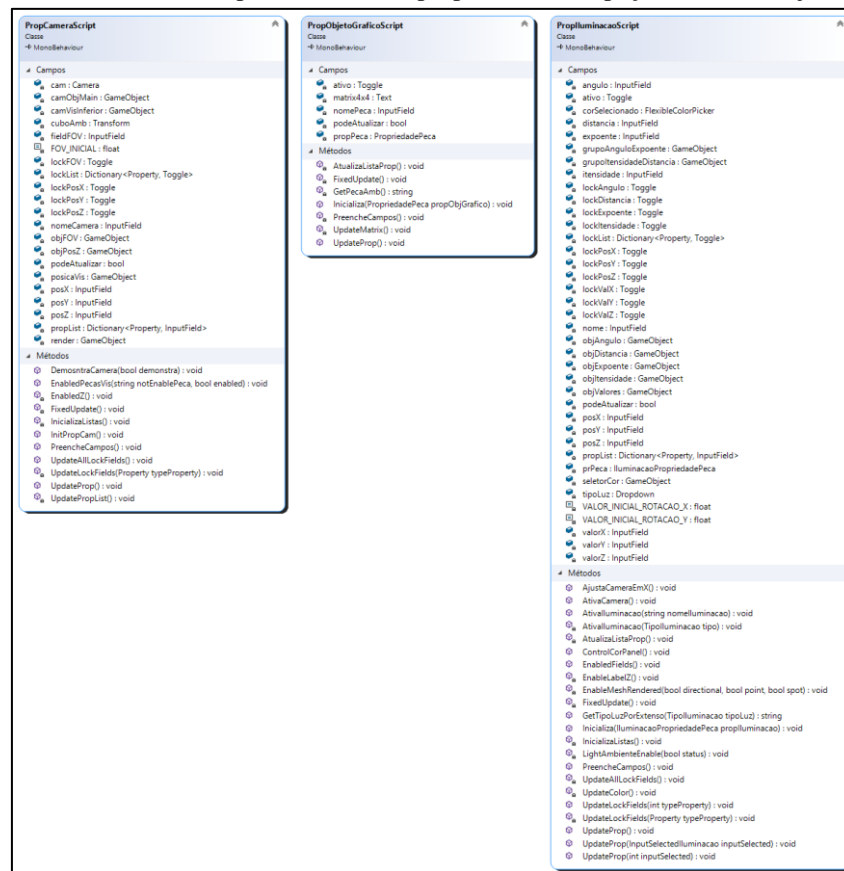 PropCameraScript
Classe
MonoBehaviour
Campos
cam : Camera
camObjMain : GameObject
camVisInferior : GameObject
cuboAmb : Transform
fieldFOV : InputField
FOV_INICIAL : float
lockFOV : Toggle
lockList : Dictionary<Property, Toggle>
lockPosX : Toggle
lockPosY : Toggle
lockPosZ : Toggle
nomeCamera : InputField
objFOV : GameObject
objPosZ : GameObject
podeAtualizar : bool
posicaVis : GameObject
posX : InputField
posY : InputField
posZ : InputField
propList : Dictionary<Property, InputField>
render : GameObject
Métodos
DemosntraCamera(bool demonstra) : void
EnabledPecasVis(string notEnablePeca, bool enabled) : void
EnabledZ() : void
FixedUpdate() : void
InicializaListas() : void
InitPropCam() : void
PreencheCampos() : void
UpdateAllLockFields() : void
UpdateLockFields(Property typeProperty) : void
UpdateProp() : void
UpdatePropList() : void
PropObjetoGraficoScript
Classe
MonoBehaviour
Campos
ativo : Toggle
matrix4x4 : Text
nomePeca : InputField
podeAtualizar : bool
propPeca : PropriedadePeca
Métodos
AtualizaListaProp() : void
FixedUpdate() : void
GetPecaAmb() : string
Inicializa(PropriedadePeca propObjGrafico) : void
PreencheCampos() : void
UpdateMatrix() : void
UpdateProp() : void
PropIluminacaoScript
Classe
MonoBehaviour
Campos
angulo : InputField
ativo : Toggle
corSelecionado : FlexibleColorPicker
distancia : InputField
expoente : InputField
grupoAnguloExpoente : GameObject
grupoItensidadeDistancia : GameObject
itensidade : InputField
lockAngulo : Toggle
lockDistancia : Toggle
lockExpoente : Toggle
lockItensidade : Toggle
lockList : Dictionary<Property, Toggle>
lockPosX : Toggle
lockPosY : Toggle
lockPosZ : Toggle
lockValX : Toggle
lockValY : Toggle
lockValZ : Toggle
nome : InputField
objAngulo : GameObject
objDistancia : GameObject
objExpoente : GameObject
objItensidade : GameObject
objValores : GameObject
podeAtualizar : bool
posX : InputField
posY : InputField
posZ : InputField
propList : Dictionary<Property, InputField>
prPeca : IluminacaoPropriedadePeca
seletorCor : GameObject
tipoLuz : Dropdown
VALOR_INICIAL_ROTACAO_X : float
VALOR_INICIAL_ROTACAO_Y : float
valorX : InputField
valorY : InputField
valorZ : InputField
Métodos
AjustaCameraEmX() : void
AtivaCamera() : void
AtivaIluminacao(string nomeIluminacao) : void
AtivaIluminacao(TipoIluminacao tipo) : void
AtualizaListaProp() : void
ControlCorPanel() : void
EnabledFields() : void
EnableLabelZ() : void
EnableMeshRendered(bool directional, bool point, bool spot) : void
FixedUpdate() : void
GetTipoLuzPorExtenso(TipoIluminacao tipoLuz) : string
Inicializa(IluminacaoPropriedadePeca propIluminacao) : void
InicializaListas() : void
LightAmbienteEnable(bool status) : void
PreencheCampos() : void
UpdateAllLockFields() : void
UpdateColor() : void
UpdateLockFields(int typeProperty) : void
UpdateLockFields(Property typeProperty) : void
UpdateProp() : void
UpdateProp(InputSelectedIluminacao inputSelected) : void
UpdateProp(int inputSelected) : void